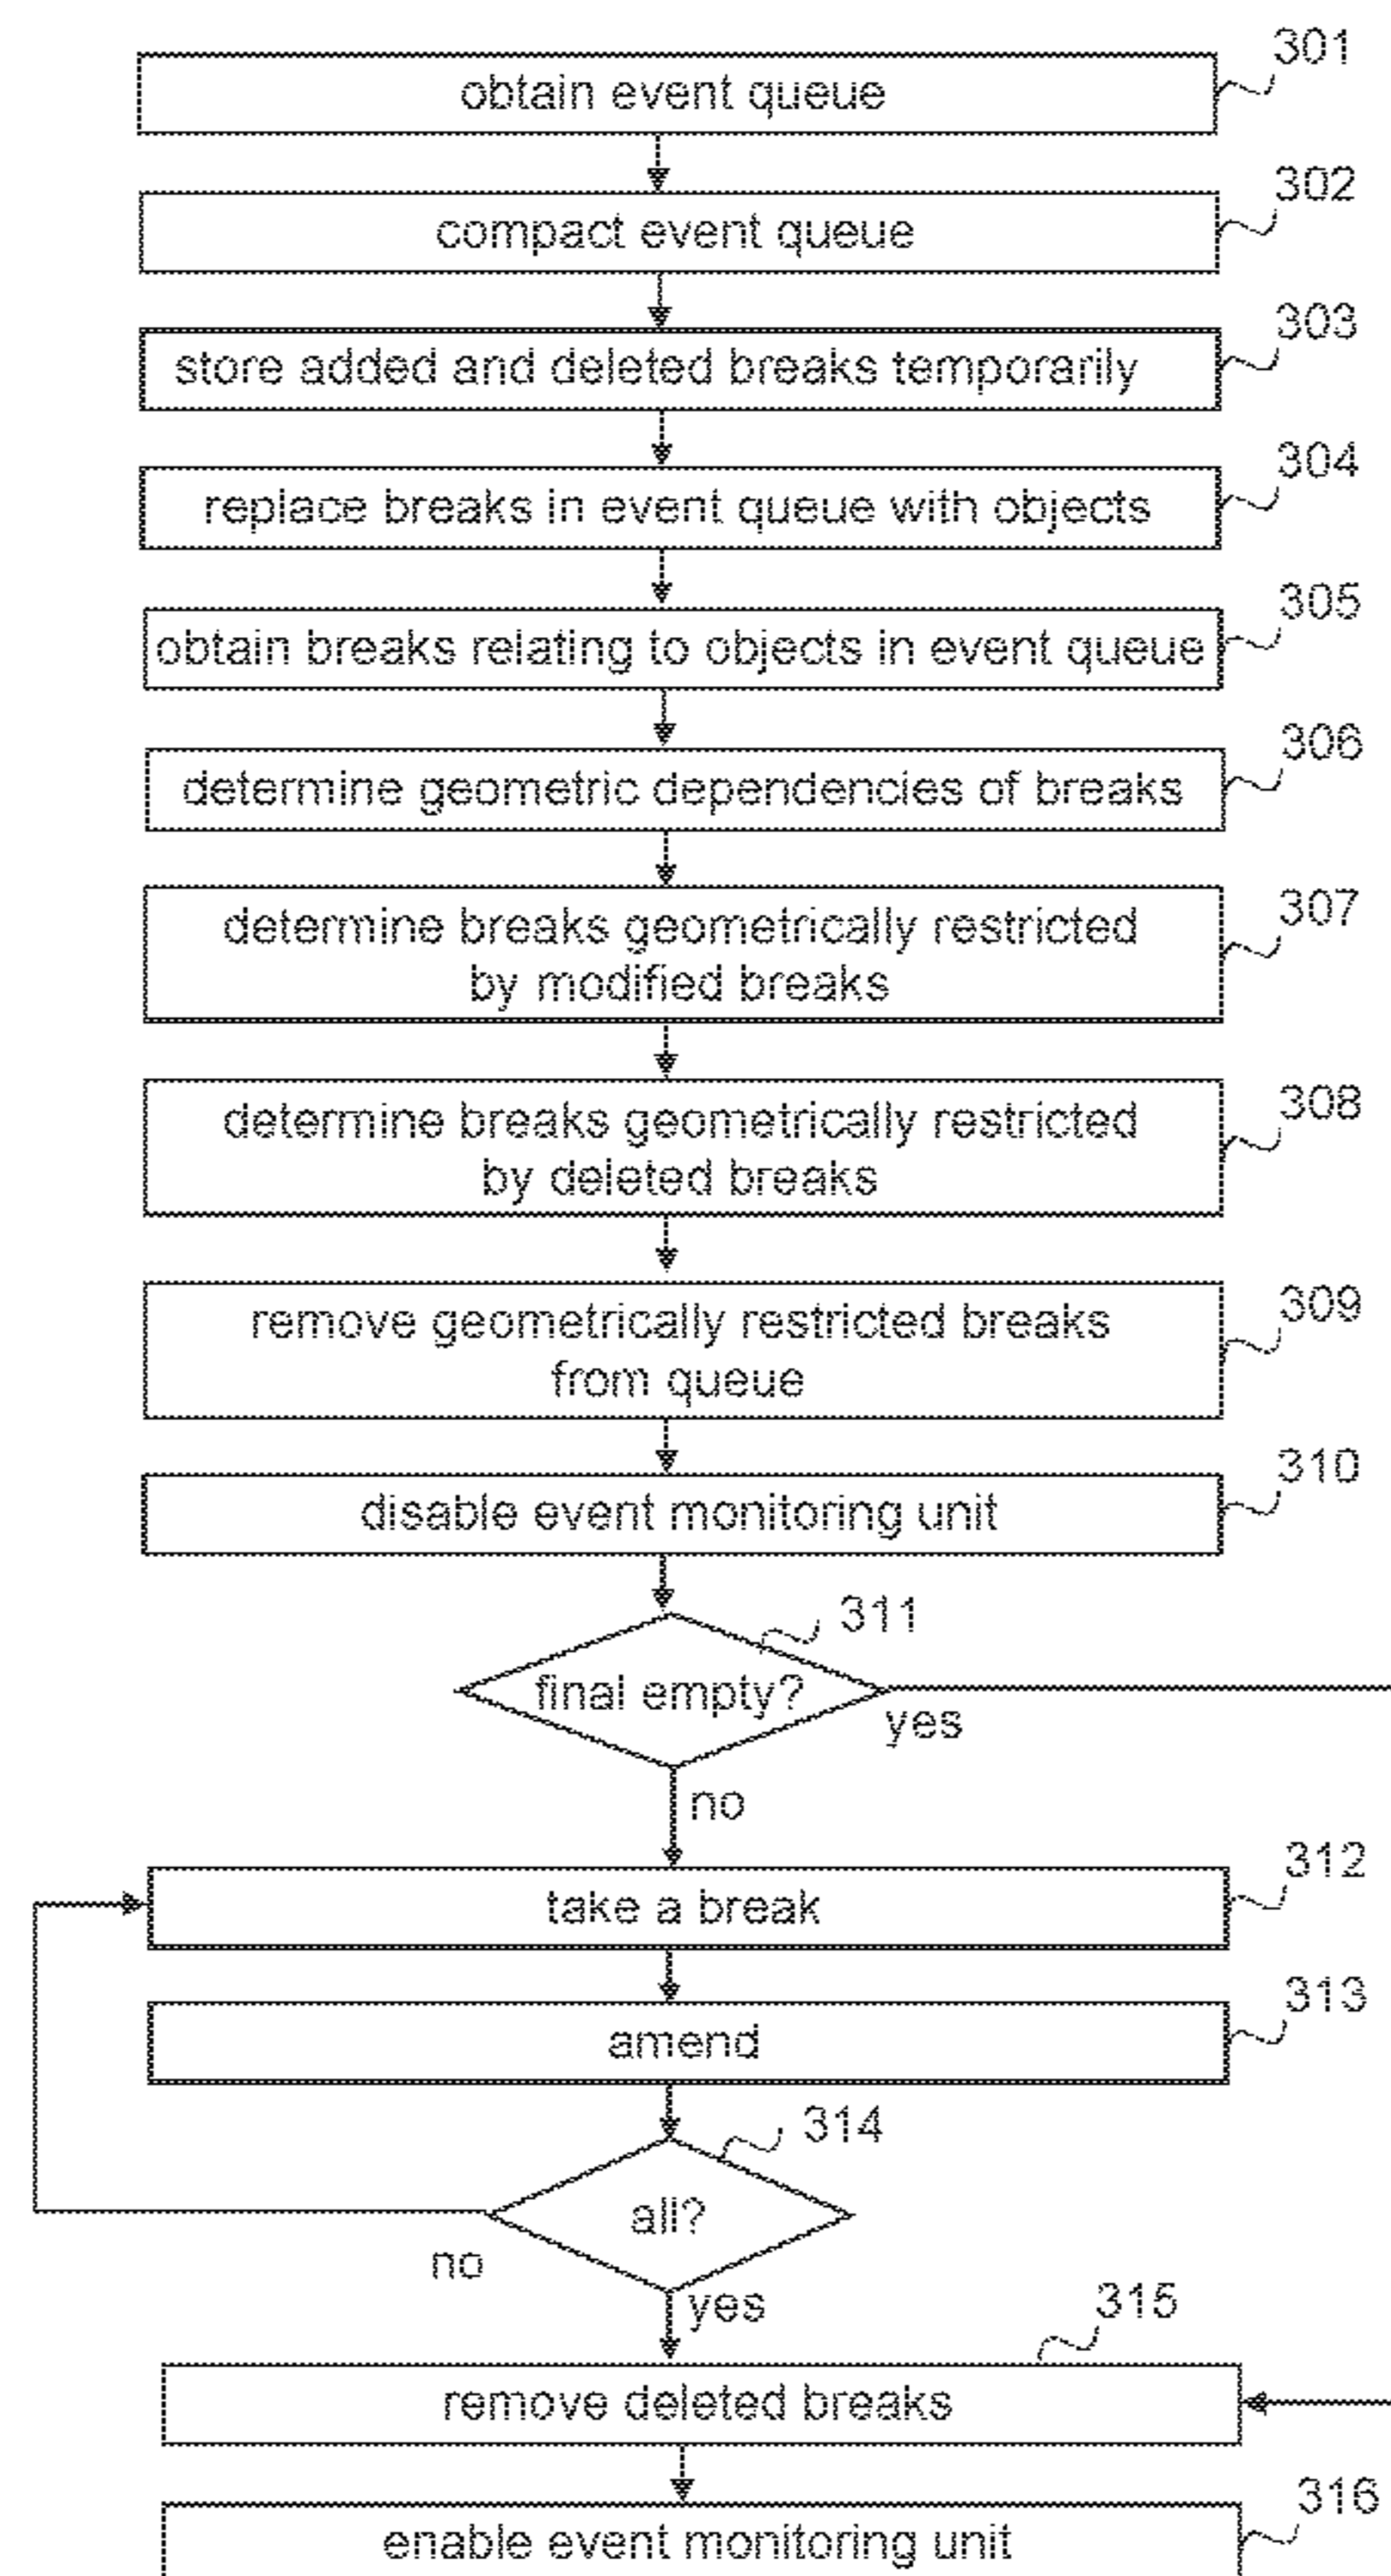 301
obtain event queue
302
compact event queue
303
store added and deleted breaks temporarily
304
replace breaks in event queue with objects
305
obtain breaks relating to objects in event queue
306
determine geometric dependencies of breaks
307
determine breaks geometrically restricted
by modified breaks
308
determine breaks geometrically restricted
by deleted breaks
309
remove geometrically restricted breaks
from queue
310
disable event monitoring unit
311
final empty?
yes
no
312
take a break
313
amend
314
all?
no
yes
315
remove deleted breaks
316
enable event monitoring unit